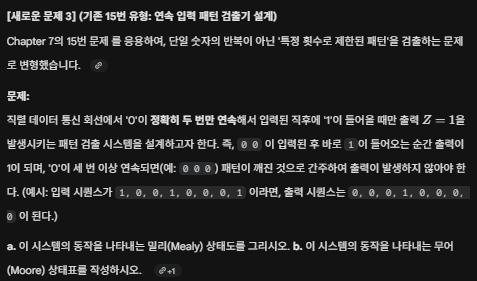 [새로운 문제 3] (기존 15번 유형: 연속 입력 패턴 검출기 설계)
Chapter 7의 15번 문제 를 응용하여, 단일 숫자의 반복이 아닌 '특정 횟수로 제한된 패턴'을 검출하는 문제
로 변형했습니다.
문제:
직렬 데이터 통신 회선에서 '0'이 정확히 두 번만 연속해서 입력된 직후에 '1'이 들어올 때만 출력 Z = 1을
발생시키는 패턴 검출 시스템을 설계하고자 한다. 즉, 0 0 이 입력된 후 바로 1 이 들어오는 순간 출력이
1이 되며, '0'이 세 번 이상 연속되면(예: 0 0 0 ) 패턴이 깨진 것으로 간주하여 출력이 발생하지 않아야 한
다. (예시: 입력 시퀀스가 1, 0, 0, 1, 0, 0, 0, 1 이라면, 출력 시퀀스는 0, 0, 0, 1, 0, 0, 0,
0 이 된다.)
a. 이 시스템의 동작을 나타내는 밀리(Mealy) 상태도를 그리시오. b. 이 시스템의 동작을 나타내는 무어
(Moore) 상태표를 작성하시오. +1